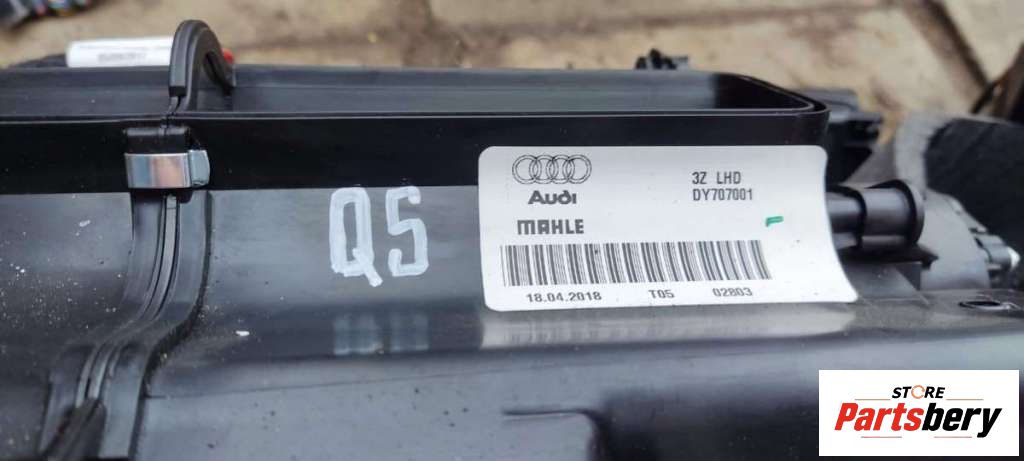 Q5
Audi
MAHLE
3Z LHD
DY707001
18.04.2018 T05 02803
STORE
Partsbery